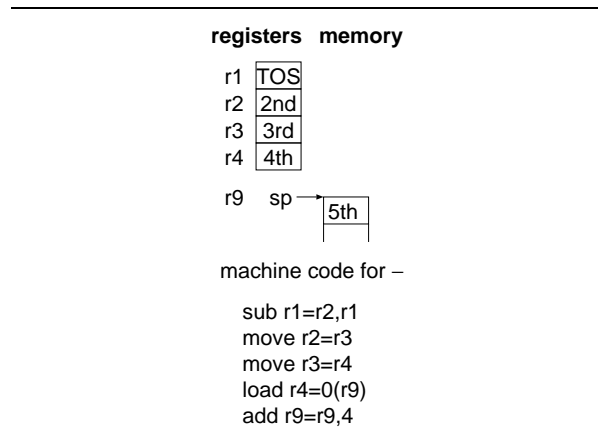 registers memory
r1 TOS
r2 2nd
r3 3rd
r4 4th
r9 sp
5th
machine code for −
sub r1=r2,r1
move r2=r3
move r3=r4
load r4=0(r9)
add r9=r9,4